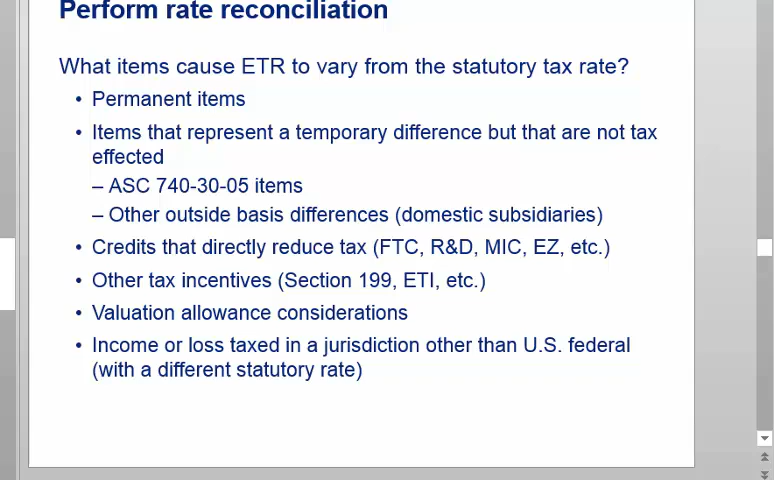 Perform rate reconciliation
What items cause ETR to vary from the statutory tax rate?
• Permanent items
• Items that represent a temporary difference but that are not tax
effected
– ASC 740-30-05 items
– Other outside basis differences (domestic subsidiaries)
• Credits that directly reduce tax (FTC, R&D, MIC, EZ, etc.)
• Other tax incentives (Section 199, ETI, etc.)
• Valuation allowance considerations
• Income or loss taxed in a jurisdiction other than U.S. federal
(with a different statutory rate)